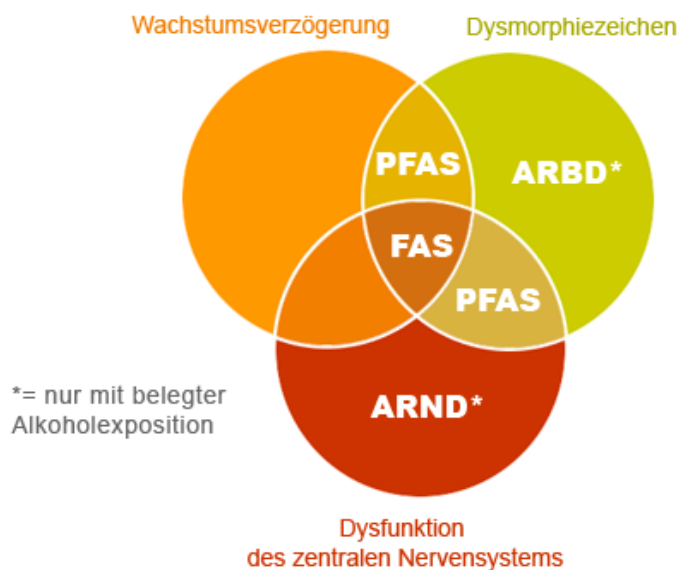 Wachstumsverzögerung
Dysmorphiezeichen
PFAS
ARBD*
FAS
PFAS
*= nur mit belegter
Alkoholexposition
ARND*
Dysfunktion
des zentralen Nervensystems